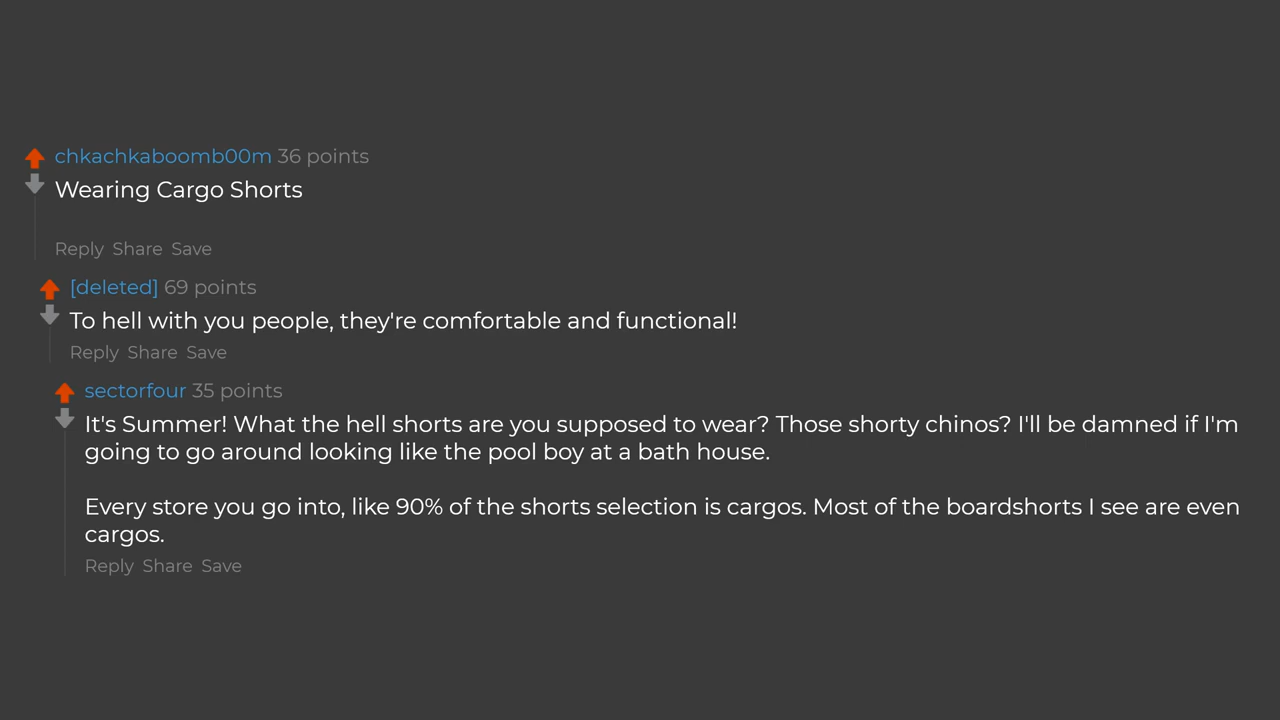 chkachkaboomb00m 36 points
Wearing Cargo Shorts
Reply Share Save
[deleted] 69 points
To hell with you people, they're comfortable and functional!
Reply Share Save
sectorfour 35 points
It's Summer! What the hell shorts are you supposed to wear? Those shorty chinos? I'll be damned if I'm
going to go around looking like the pool boy at a bath house.
Every store you go into, like 90% of the shorts selection is cargos. Most of the boardshorts I see are even
cargos.
Reply Share Save